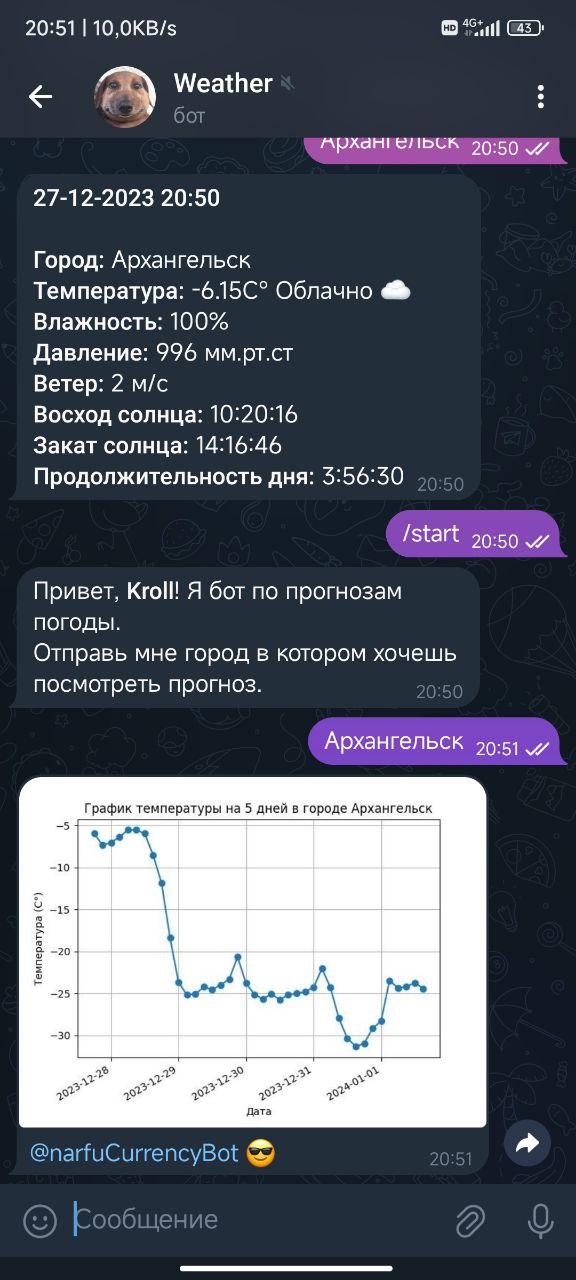 20:51 | 10,0KB/s
HD 4G+ 43
Weather
бот
Архангельск 20:50
27-12-2023 20:50
Город: Архангельск
Температура: -6.15C° Облачно ☁️
Влажность: 100%
Давление: 996 мм.рт.ст
Ветер: 2 м/с
Восход солнца: 10:20:16
Закат солнца: 14:16:46
Продолжительность дня: 3:56:30 20:50
/start 20:50
Привет, Kroll! Я бот по прогнозам
погоды.
Отправь мне город в котором хочешь
посмотреть прогноз. 20:50
Архангельск 20:51
График температуры на 5 дней в городе Архангельск
Температура (C°)
−5
−10
−15
−20
−25
−30
2023-12-28
2023-12-29
2023-12-30
2023-12-31
2024-01-01
Дата
@narfuCurrencyBot 😎 20:51
Сообщение